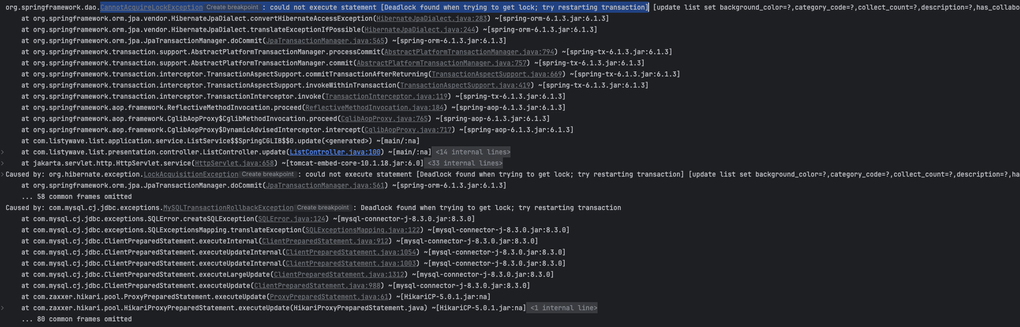 org.springframework.dao.CannotAcquireLockException Create breakpoint : could not execute statement [Deadlock found when trying to get lock; try restarting transaction] [update list set background_color=?,category_code=?,collect_count=?,description=?,has_collabo
at org.springframework.orm.jpa.vendor.HibernateJpaDialect.convertHibernateAccessException(HibernateJpaDialect.java:283) ~[spring-orm-6.1.3.jar:6.1.3]
at org.springframework.orm.jpa.vendor.HibernateJpaDialect.translateExceptionIfPossible(HibernateJpaDialect.java:244) ~[spring-orm-6.1.3.jar:6.1.3]
at org.springframework.orm.jpa.JpaTransactionManager.doCommit(JpaTransactionManager.java:565) ~[spring-orm-6.1.3.jar:6.1.3]
at org.springframework.transaction.support.AbstractPlatformTransactionManager.processCommit(AbstractPlatformTransactionManager.java:794) ~[spring-tx-6.1.3.jar:6.1.3]
at org.springframework.transaction.support.AbstractPlatformTransactionManager.commit(AbstractPlatformTransactionManager.java:757) ~[spring-tx-6.1.3.jar:6.1.3]
at org.springframework.transaction.interceptor.TransactionAspectSupport.commitTransactionAfterReturning(TransactionAspectSupport.java:669) ~[spring-tx-6.1.3.jar:6.1.3]
at org.springframework.transaction.interceptor.TransactionAspectSupport.invokeWithinTransaction(TransactionAspectSupport.java:419) ~[spring-tx-6.1.3.jar:6.1.3]
at org.springframework.transaction.interceptor.TransactionInterceptor.invoke(TransactionInterceptor.java:119) ~[spring-tx-6.1.3.jar:6.1.3]
at org.springframework.aop.framework.ReflectiveMethodInvocation.proceed(ReflectiveMethodInvocation.java:184) ~[spring-aop-6.1.3.jar:6.1.3]
at org.springframework.aop.framework.CglibAopProxy$CglibMethodInvocation.proceed(CglibAopProxy.java:765) ~[spring-aop-6.1.3.jar:6.1.3]
at org.springframework.aop.framework.CglibAopProxy$DynamicAdvisedInterceptor.intercept(CglibAopProxy.java:717) ~[spring-aop-6.1.3.jar:6.1.3]
at com.listywave.list.application.service.ListService$$SpringCGLIB$$0.update(<generated>) ~[main/:na]
at com.listywave.list.presentation.controller.ListController.update(ListController.java:100) ~[main/:na] <14 internal lines>
at jakarta.servlet.http.HttpServlet.service(HttpServlet.java:658) ~[tomcat-embed-core-10.1.18.jar:6.0] <33 internal lines>
Caused by: org.hibernate.exception.LockAcquisitionException Create breakpoint : could not execute statement [Deadlock found when trying to get lock; try restarting transaction] [update list set background_color=?,category_code=?,collect_count=?,description=?,ha
at org.springframework.orm.jpa.JpaTransactionManager.doCommit(JpaTransactionManager.java:561) ~[spring-orm-6.1.3.jar:6.1.3]
... 58 common frames omitted
Caused by: com.mysql.cj.jdbc.exceptions.MySQLTransactionRollbackException Create breakpoint : Deadlock found when trying to get lock; try restarting transaction
at com.mysql.cj.jdbc.exceptions.SQLError.createSQLException(SQLError.java:124) ~[mysql-connector-j-8.3.0.jar:8.3.0]
at com.mysql.cj.jdbc.exceptions.SQLExceptionsMapping.translateException(SQLExceptionsMapping.java:122) ~[mysql-connector-j-8.3.0.jar:8.3.0]
at com.mysql.cj.jdbc.ClientPreparedStatement.executeInternal(ClientPreparedStatement.java:912) ~[mysql-connector-j-8.3.0.jar:8.3.0]
at com.mysql.cj.jdbc.ClientPreparedStatement.executeUpdateInternal(ClientPreparedStatement.java:1054) ~[mysql-connector-j-8.3.0.jar:8.3.0]
at com.mysql.cj.jdbc.ClientPreparedStatement.executeUpdateInternal(ClientPreparedStatement.java:1003) ~[mysql-connector-j-8.3.0.jar:8.3.0]
at com.mysql.cj.jdbc.ClientPreparedStatement.executeLargeUpdate(ClientPreparedStatement.java:1312) ~[mysql-connector-j-8.3.0.jar:8.3.0]
at com.mysql.cj.jdbc.ClientPreparedStatement.executeUpdate(ClientPreparedStatement.java:988) ~[mysql-connector-j-8.3.0.jar:8.3.0]
at com.zaxxer.hikari.pool.ProxyPreparedStatement.executeUpdate(ProxyPreparedStatement.java:61) ~[HikariCP-5.0.1.jar:na]
at com.zaxxer.hikari.pool.HikariProxyPreparedStatement.executeUpdate(HikariProxyPreparedStatement.java) ~[HikariCP-5.0.1.jar:na] <1 internal line>
... 80 common frames omitted